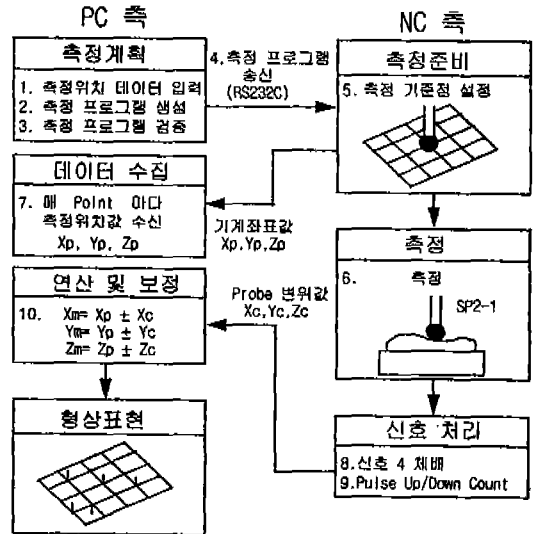 PC 측
NC 측
측정계획
1. 측정위치 데이터 입력
2. 측정 프로그램 생성
3. 측정 프로그램 검증
4.측정 프로그램
송신
(RS232C)
측정준비
5. 측정 기준점 설정
데이터 수집
7. 매 Point 마다
측정위치값 수신
Xp, Yp, Zp
기계좌표값
Xp,Yp,Zp
측정
6. 측정
SP2-1
연산 및 보정
10. Xm= Xp ± Xc
Ym= Yp ± Yc
Zm= Zp ± Zc
Probe 변위값
Xc,Yc,Zc
신호 처리
8.신호 4 체배
9.Pulse Up/Down Count
형상표현